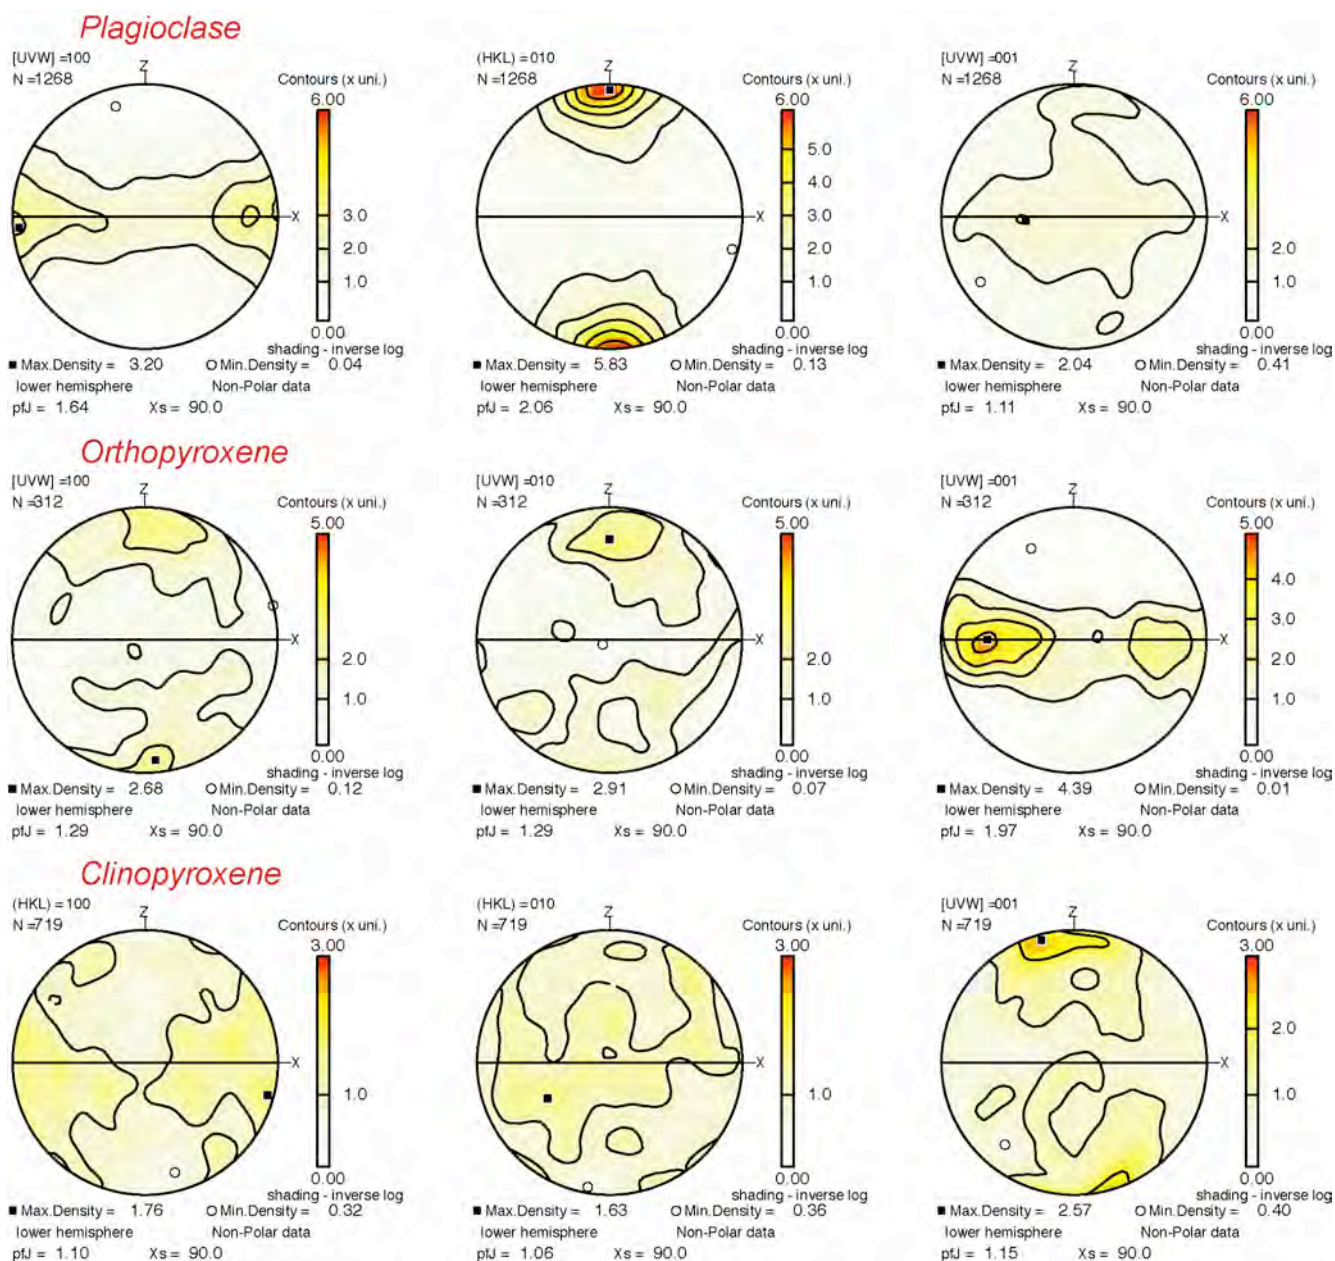 Plagioclase
[UVW] =100
N =1268
Z
X
Contours (x uni.)
6.00
3.0
2.0
1.0
0.00
shading - inverse log
■ Max.Density = 3.20 ○ Min.Density = 0.04
lower hemisphere Non-Polar data
pfJ = 1.64 Xs = 90.0
(HKL) =010
N =1268
Z
X
Contours (x uni.)
6.00
5.0
4.0
3.0
2.0
1.0
0.00
shading - inverse log
■ Max.Density = 5.83 ○ Min.Density = 0.13
lower hemisphere Non-Polar data
pfJ = 2.06 Xs = 90.0
[UVW] =001
N =1268
Z
X
Contours (x uni.)
6.00
2.0
1.0
0.00
shading - inverse log
■ Max.Density = 2.04 ○ Min.Density = 0.41
lower hemisphere Non-Polar data
pfJ = 1.11 Xs = 90.0
Orthopyroxene
[UVW] =100
N =312
Z
X
Contours (x uni.)
5.00
2.0
1.0
0.00
shading - inverse log
■ Max.Density = 2.68 ○ Min.Density = 0.12
lower hemisphere Non-Polar data
pfJ = 1.29 Xs = 90.0
[UVW] =010
N =312
Z
X
Contours (x uni.)
5.00
2.0
1.0
0.00
shading - inverse log
■ Max.Density = 2.91 ○ Min.Density = 0.07
lower hemisphere Non-Polar data
pfJ = 1.29 Xs = 90.0
[UVW] =001
N =312
Z
X
Contours (x uni.)
5.00
4.0
3.0
2.0
1.0
0.00
shading - inverse log
■ Max.Density = 4.39 ○ Min.Density = 0.01
lower hemisphere Non-Polar data
pfJ = 1.97 Xs = 90.0
Clinopyroxene
(HKL) =100
N =719
Z
X
Contours (x uni.)
3.00
1.0
0.00
shading - inverse log
■ Max.Density = 1.76 ○ Min.Density = 0.32
lower hemisphere Non-Polar data
pfJ = 1.10 Xs = 90.0
(HKL) =010
N =719
Z
X
Contours (x uni.)
3.00
1.0
0.00
shading - inverse log
■ Max.Density = 1.63 ○ Min.Density = 0.36
lower hemisphere Non-Polar data
pfJ = 1.06 Xs = 90.0
[UVW] =001
N =719
Z
X
Contours (x uni.)
3.00
2.0
1.0
0.00
shading - inverse log
■ Max.Density = 2.57 ○ Min.Density = 0.40
lower hemisphere Non-Polar data
pfJ = 1.15 Xs = 90.0